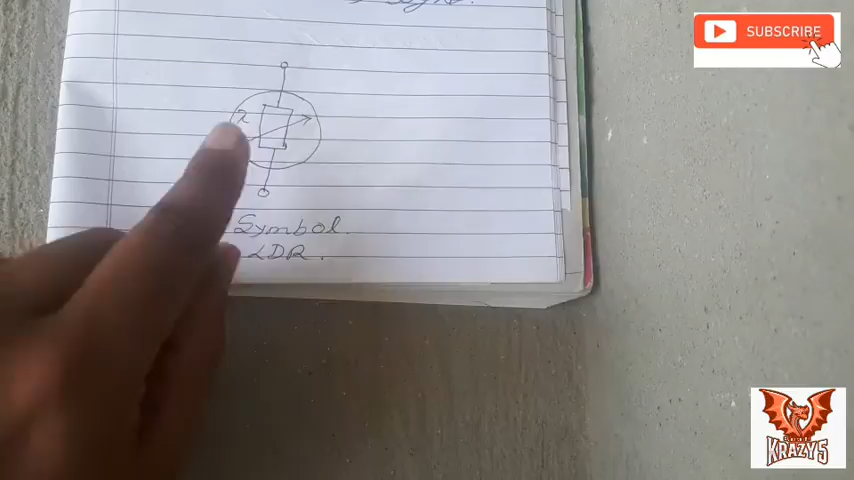 SUBSCRIBE
λ
Symbol.
LDR.
KRAZY5